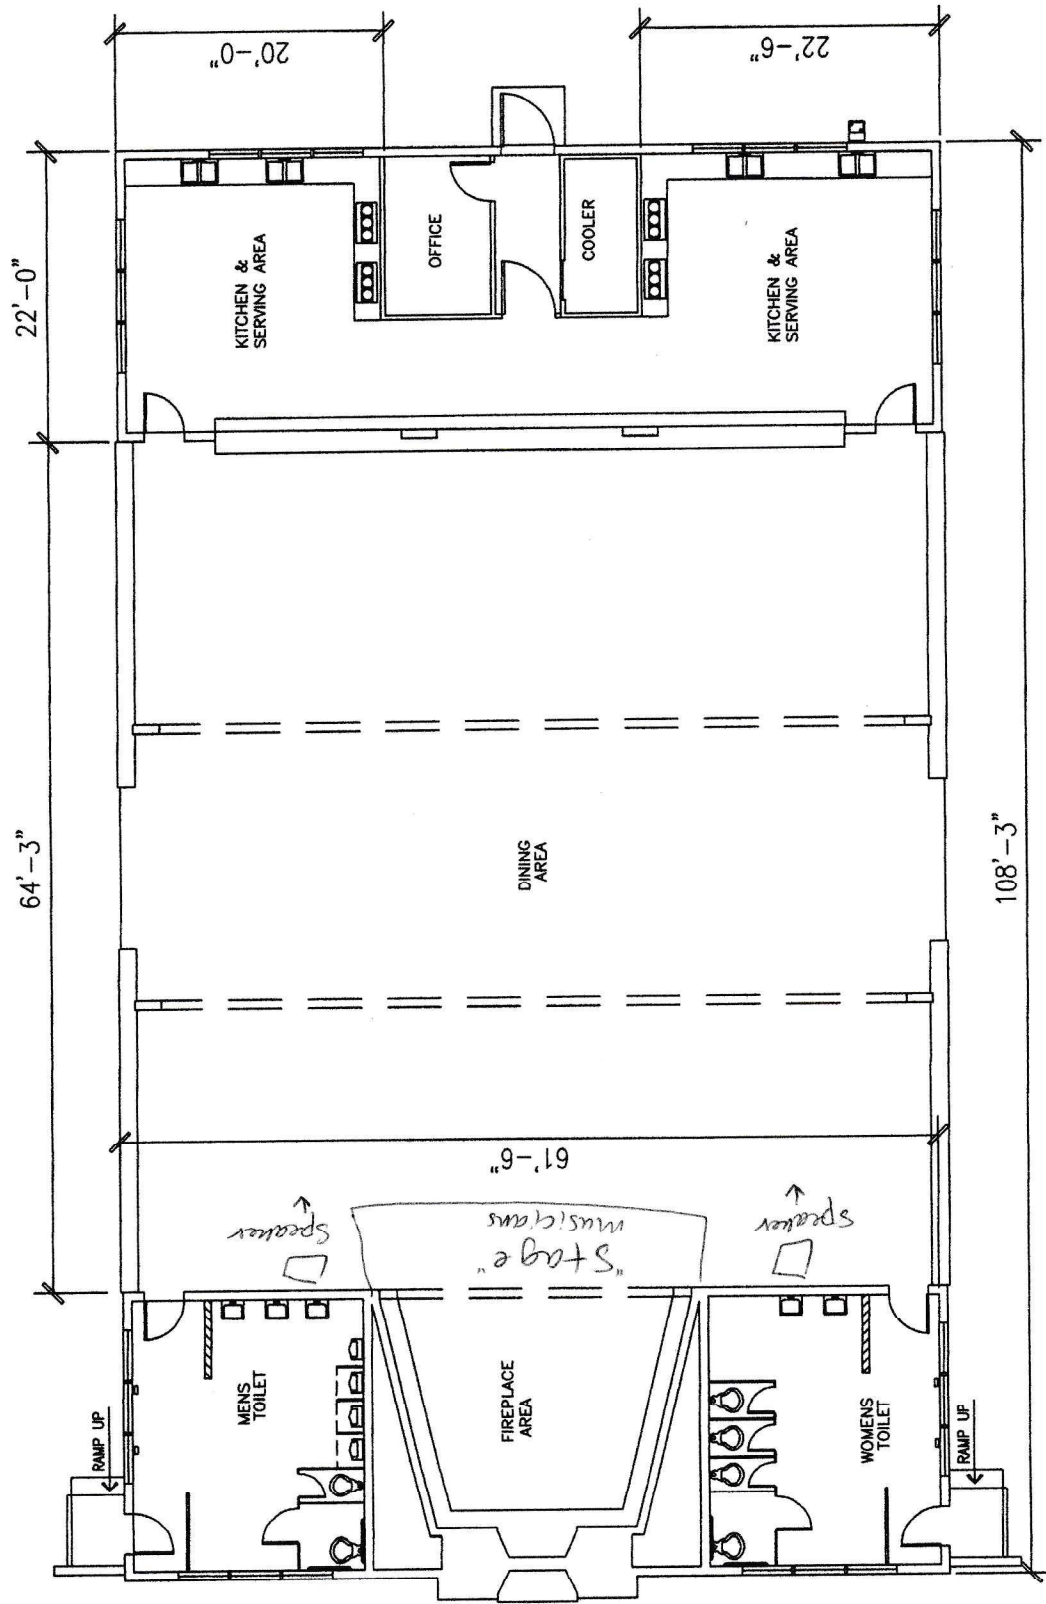 20'-0"
22'-6"
22'-0"
KITCHEN &
SERVING AREA
OFFICE
COOLER
KITCHEN &
SERVING AREA
64'-3"
DINING
AREA
108'-3"
61'-6"
Speaker
"Stage"
musicians
Speaker
RAMP UP
MENS
TOILET
FIREPLACE
AREA
WOMENS
TOILET
RAMP UP